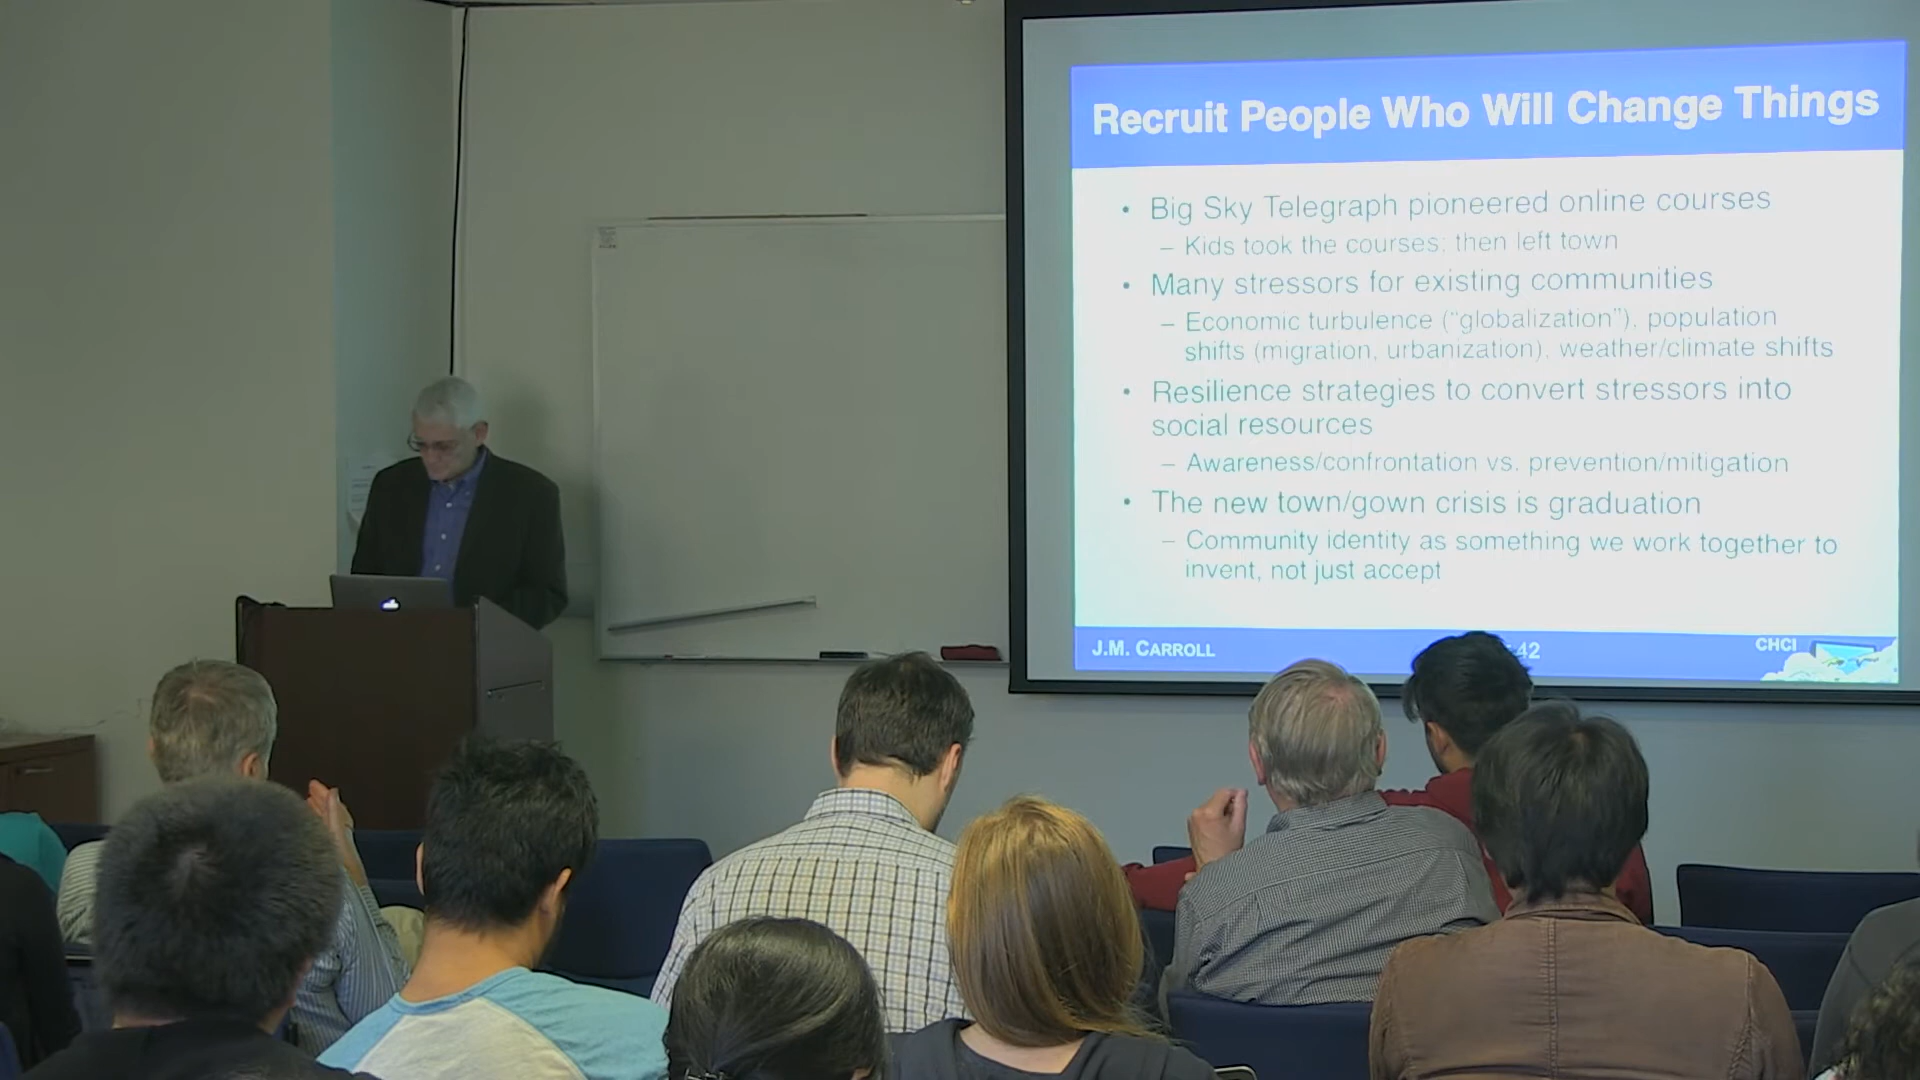 Recruit People Who Will Change Things
• Big Sky Telegraph pioneered online courses
– Kids took the courses; then left town
• Many stressors for existing communities
– Economic turbulence (“globalization”), population
shifts (migration, urbanization), weather/climate shifts
• Resilience strategies to convert stressors into
social resources
– Awareness/confrontation vs. prevention/mitigation
• The new town/gown crisis is graduation
– Community identity as something we work together to
invent, not just accept
J.M. CARROLL
42
CHCI